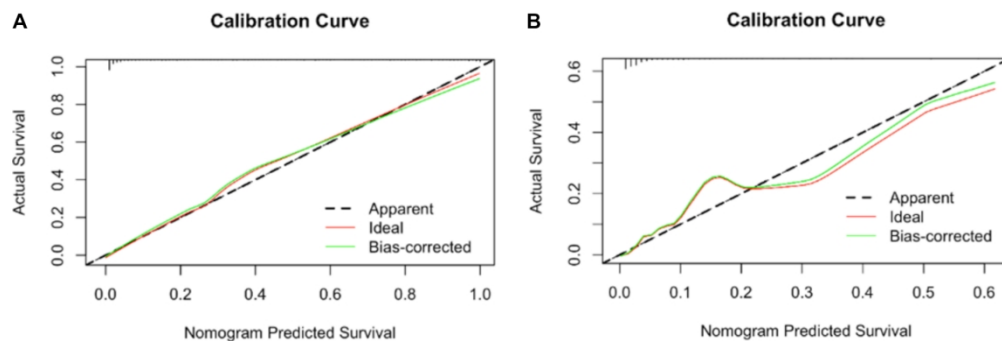 A
Calibration Curve
Actual Survival
1.0
0.8
0.6
0.4
0.2
0.0
Apparent
Ideal
Bias-corrected
0.0 0.2 0.4 0.6 0.8 1.0
Nomogram Predicted Survival
B
Calibration Curve
Actual Survival
0.6
0.4
0.2
0.0
Apparent
Ideal
Bias-corrected
0.0 0.1 0.2 0.3 0.4 0.5 0.6
Nomogram Predicted Survival